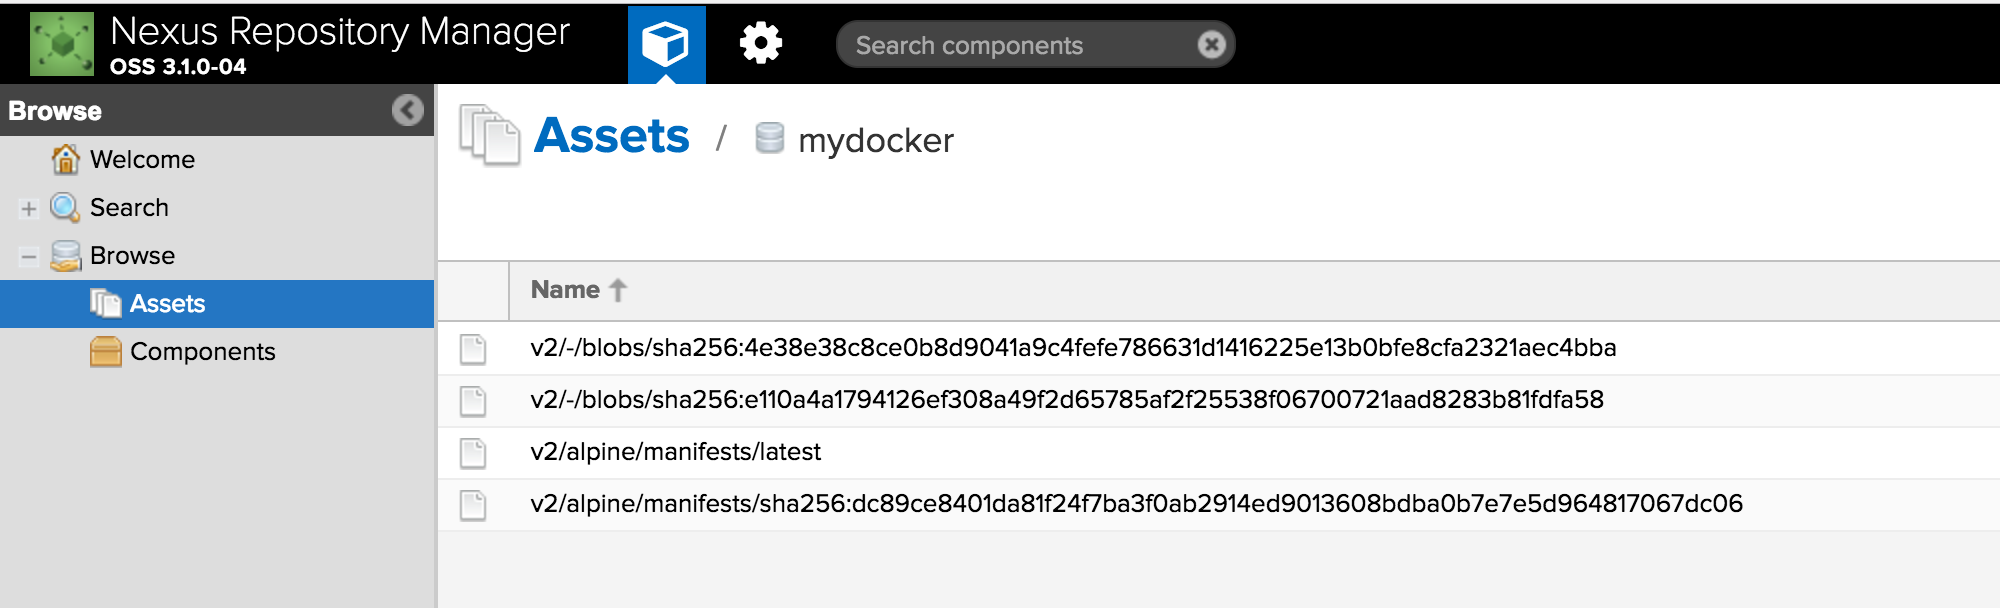 Nexus Repository Manager
OSS 3.1.0-04
Search components
Browse
Welcome
Search
Browse
Assets
Components
Assets / mydocker
Name
v2/-/blobs/sha256:4e38e38c8ce0b8d9041a9c4fefe786631d1416225e13b0bfe8cfa2321aec4bba
v2/-/blobs/sha256:e110a4a1794126ef308a49f2d65785af2f25538f06700721aad8283b81fdfa58
v2/alpine/manifests/latest
v2/alpine/manifests/sha256:dc89ce8401da81f24f7ba3f0ab2914ed9013608bdba0b7e7e5d964817067dc06